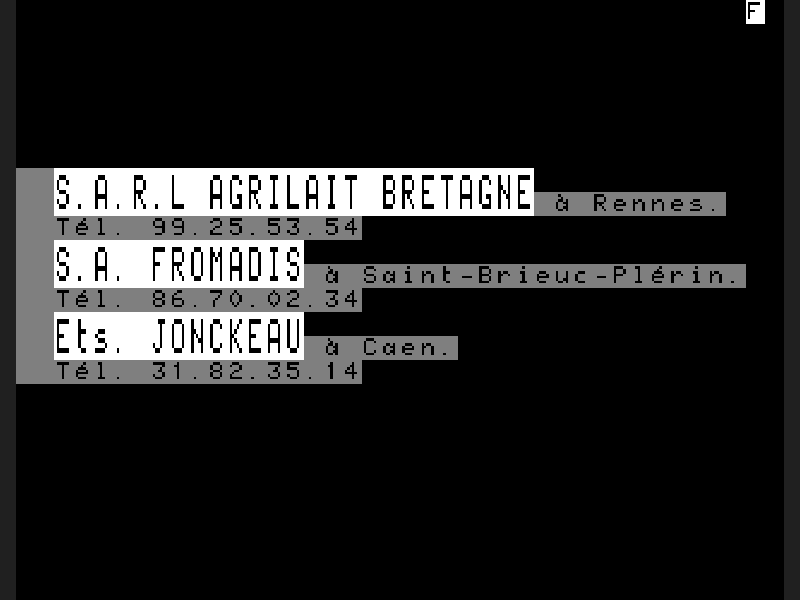 F
S.A.R.L AGRILAIT BRETAGNE à Rennes.
Tél. 99.25.53.54
S.A. FROMADIS à Saint-Brieuc-Plérin.
Tél. 86.70.02.34
Ets. JONCKEAU à Caen.
Tél. 31.82.35.14